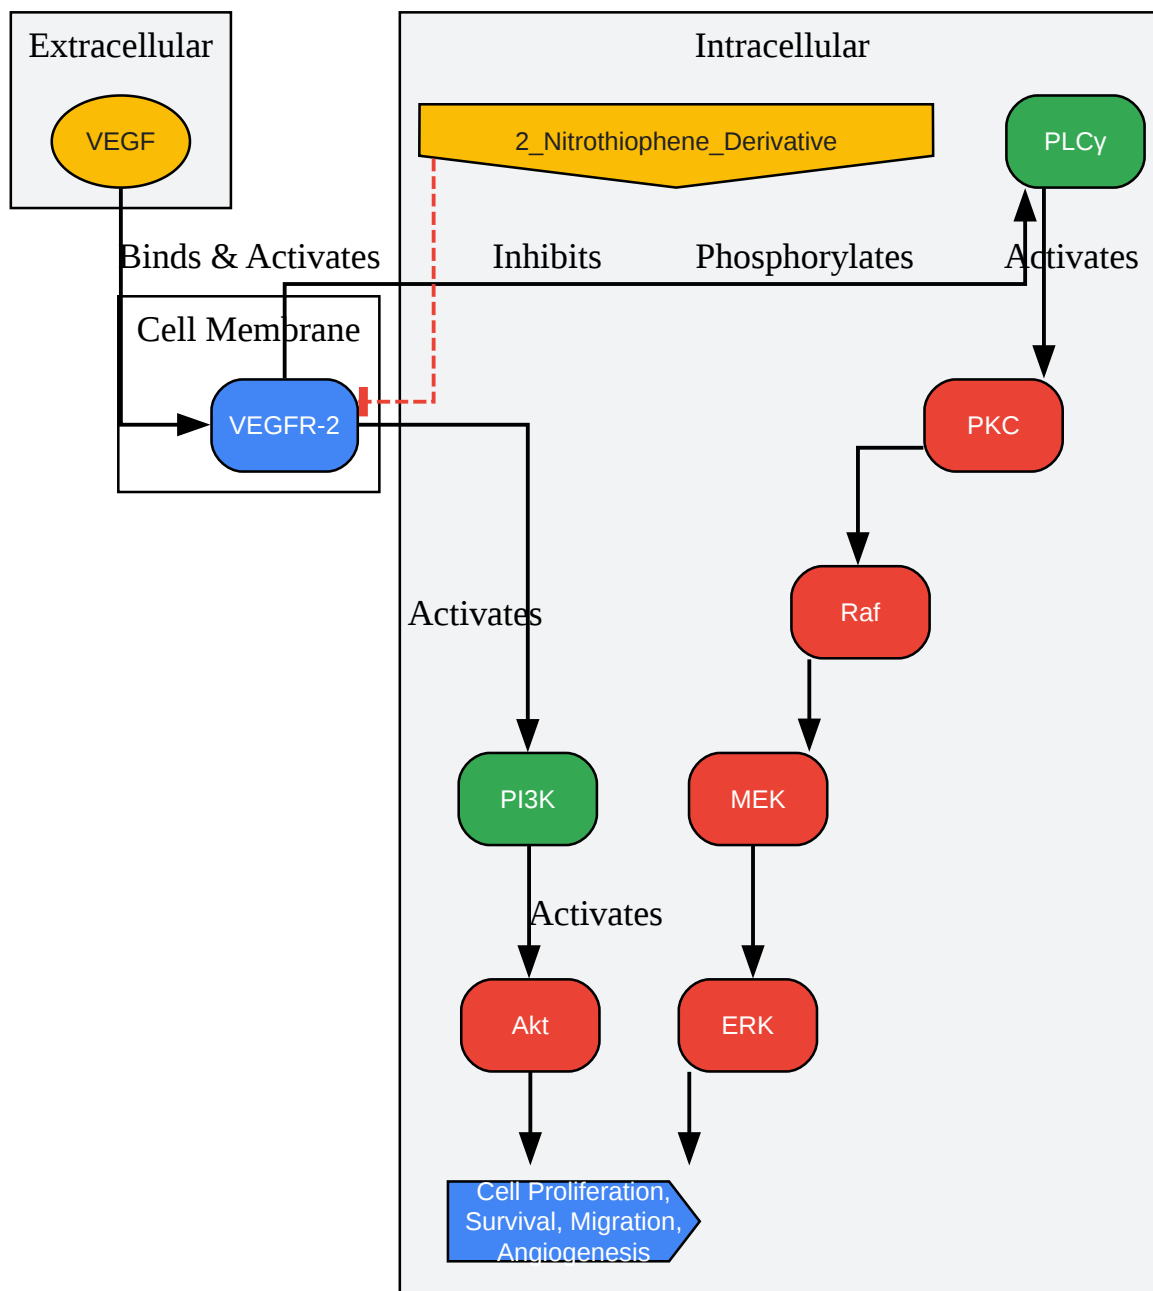 Extracellular
Intracellular
VEGF
2_Nitrothiophene_Derivative
PLCγ
Binds & Activates
Inhibits
Phosphorylates
Activates
Cell Membrane
VEGFR-2
PKC
Activates
Raf
PI3K
MEK
Activates
Akt
ERK
Cell Proliferation,
Survival, Migration,
Angiogenesis